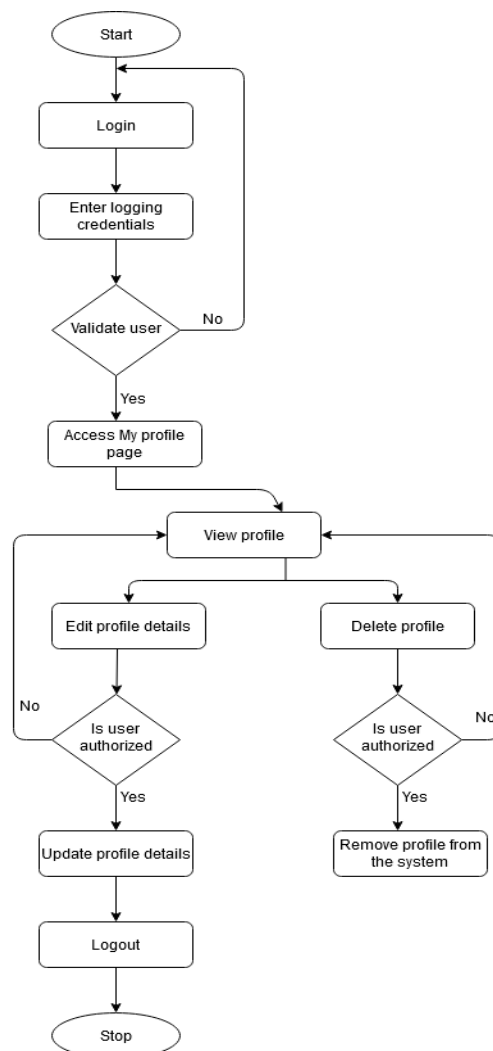 Start
Login
Enter logging
credentials
Validate user
No
Yes
Access My profile
page
View profile
Edit profile details
Delete profile
No
Is user
authorized
Is user
authorized
No
Yes
Yes
Update profile details
Remove profile from
the system
Logout
Stop